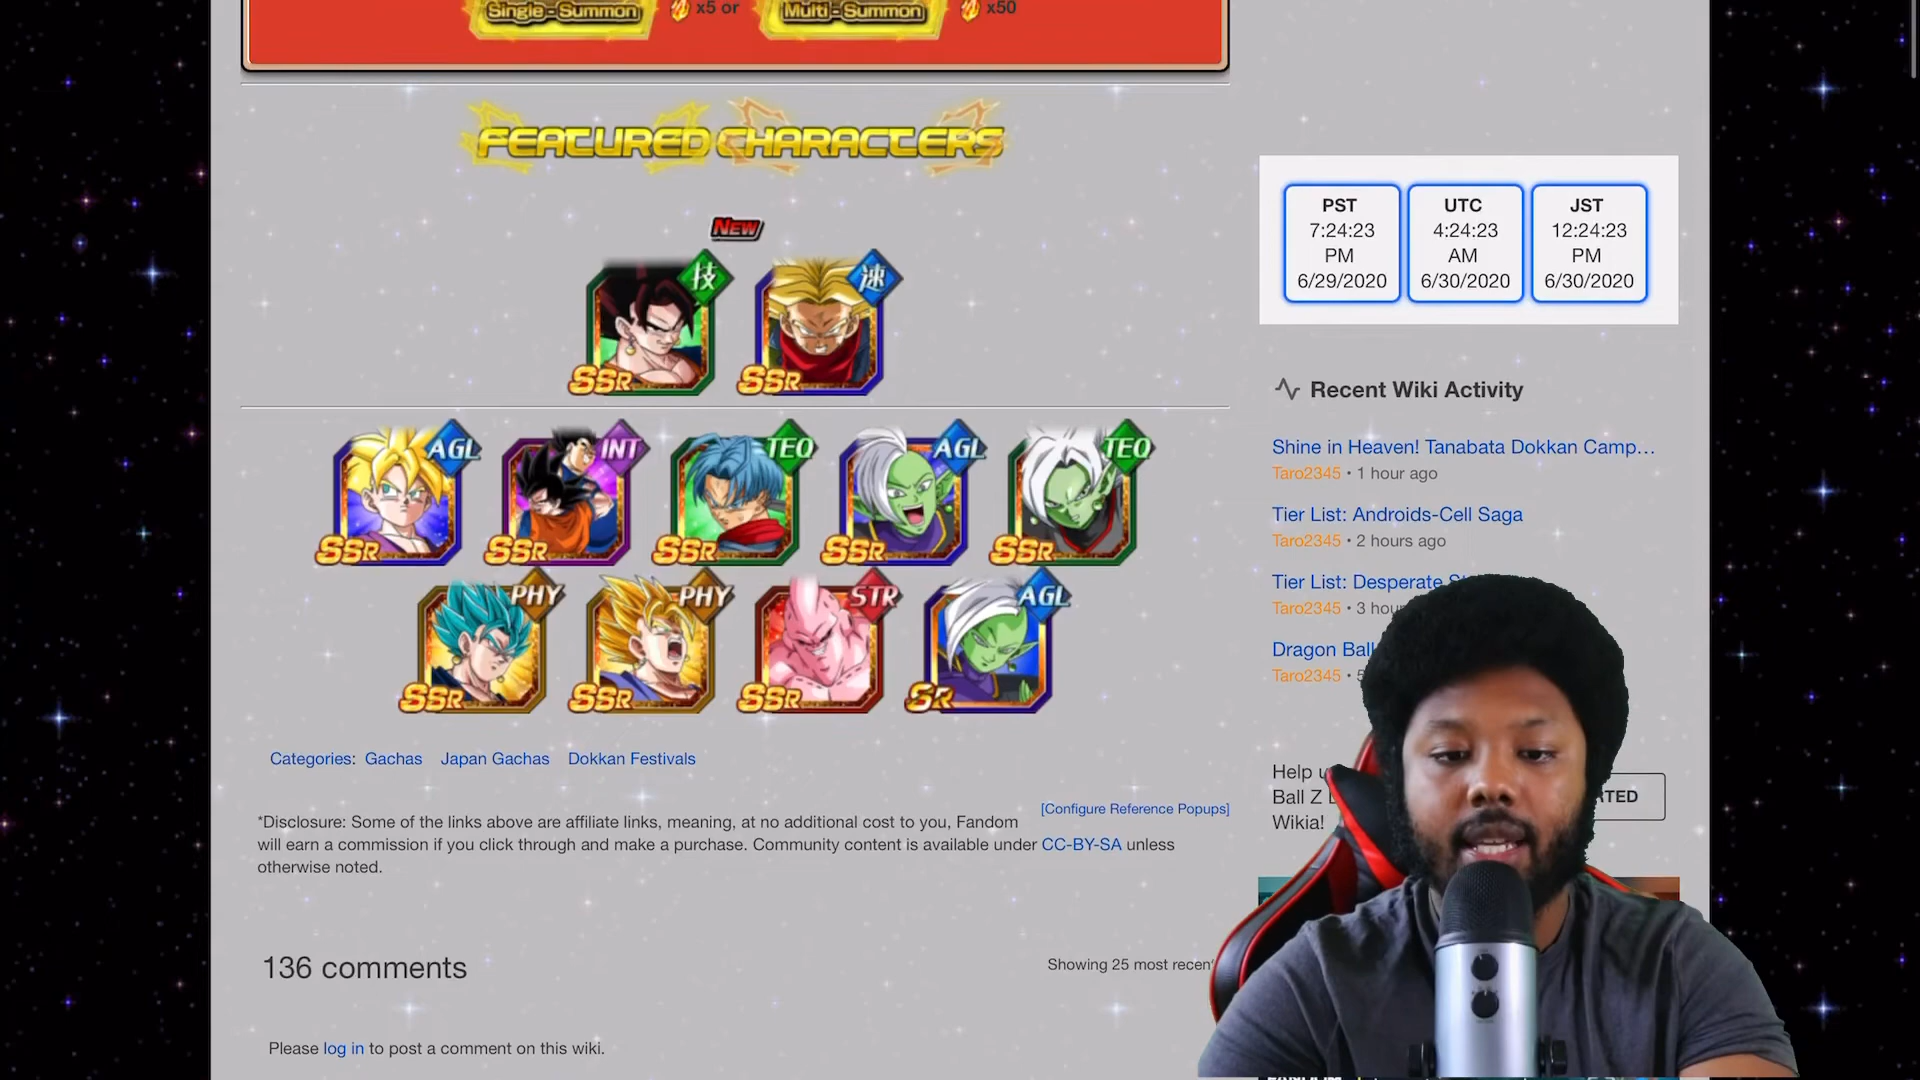 Single-Summon x5 or Multi-Summon x50
FEATURED CHARACTERS
New
技 速
SSR SSR
AGL INT TEQ AGL TEQ
SSR SSR SSR SSR SSR
PHY PHY STR AGL
SSR SSR SSR SR
Categories: Gachas Japan Gachas Dokkan Festivals
[Configure Reference Popups]
*Disclosure: Some of the links above are affiliate links, meaning, at no additional cost to you, Fandom
will earn a commission if you click through and make a purchase. Community content is available under CC-BY-SA unless
otherwise noted.
136 comments
Showing 25 most recen
Please log in to post a comment on this wiki.
PST UTC JST
7:24:23 4:24:23 12:24:23
PM AM PM
6/29/2020 6/30/2020 6/30/2020
Recent Wiki Activity
Shine in Heaven! Tanabata Dokkan Camp...
Taro2345 • 1 hour ago
Tier List: Androids-Cell Saga
Taro2345 • 2 hours ago
Tier List: Desperate
Taro2345 • 3 hour
Dragon Ball
Taro2345 •
Help
Ball Z
Wikia!
RTED